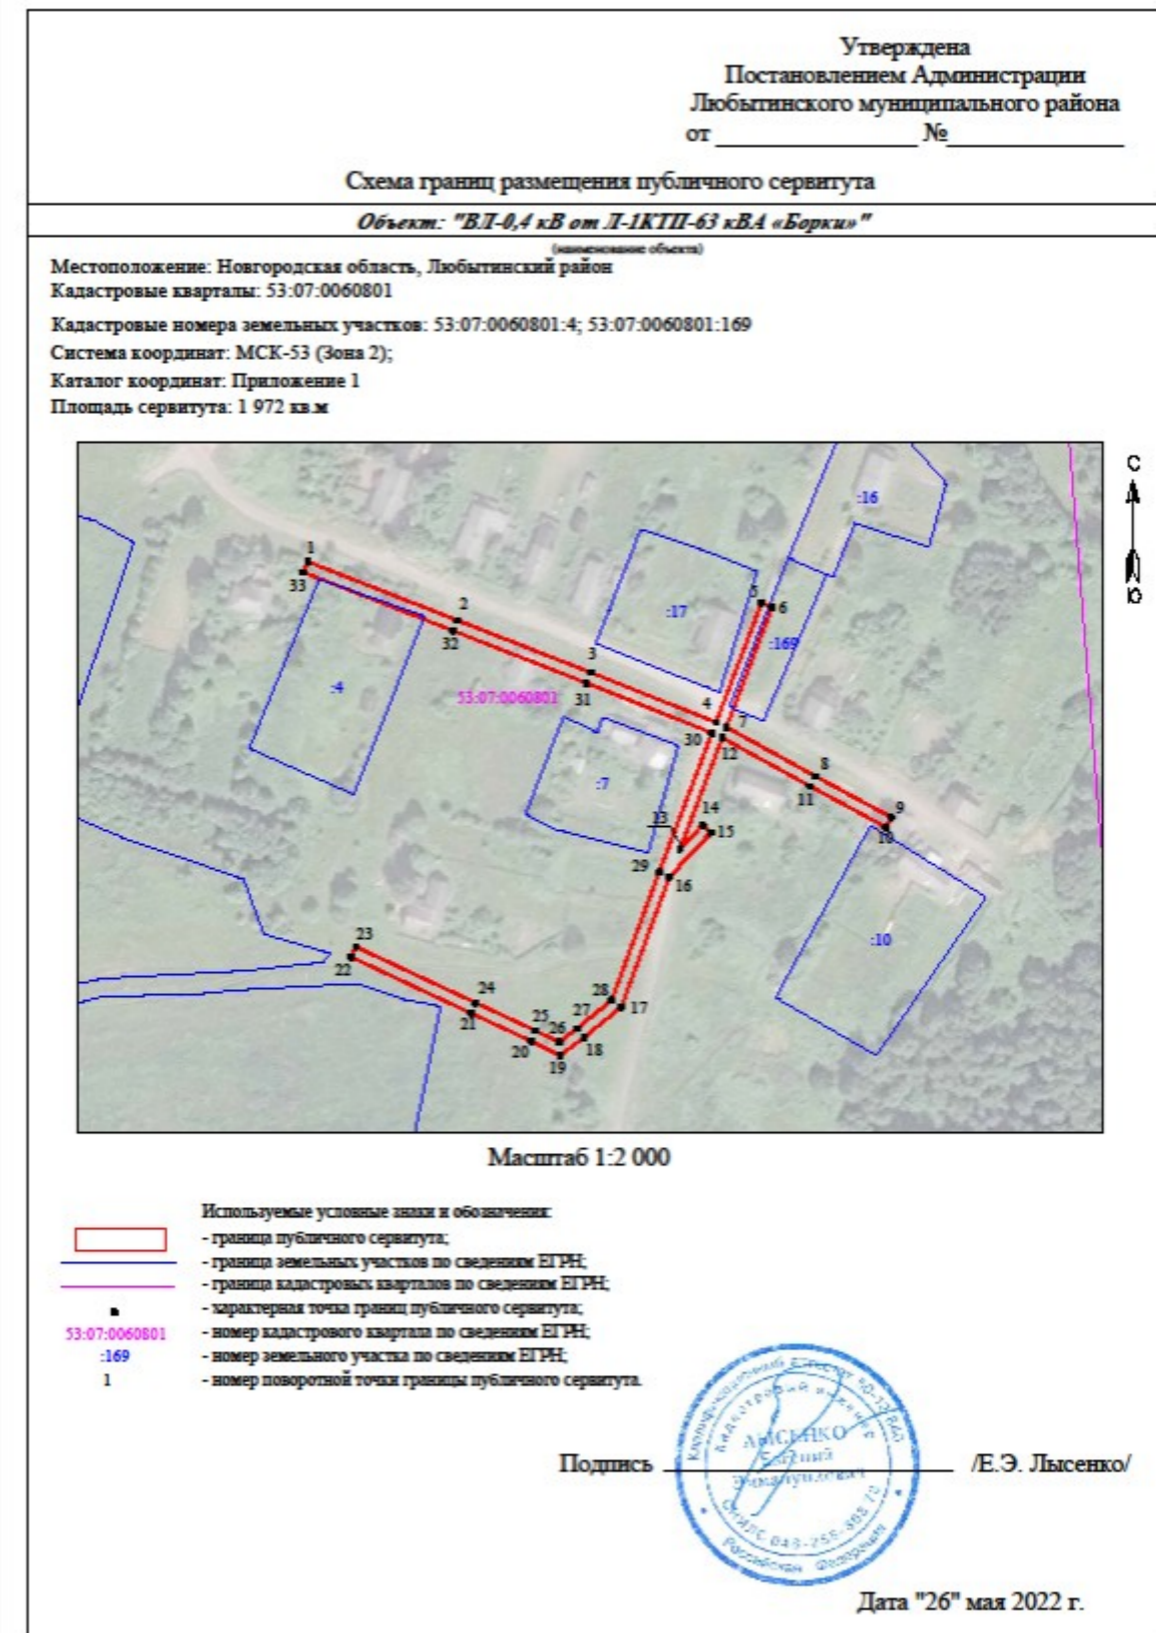 Утверждена
Постановлением Администрации
Любытинского муниципального района
от №
Схема границ размещения публичного сервитута
Объект: "ВЛ-0,4 кВ от Л-1КТП-63 кВА «Борки»"
(наименование объекта)
Местоположение: Новгородская область, Любытинский район
Кадастровые кварталы: 53:07:0060801
Кадастровые номера земельных участков: 53:07:0060801:4; 53:07:0060801:169
Система координат: МСК-53 (Зона 2);
Каталог координат: Приложение 1
Площадь сервитута: 1 972 кв.м
С
:16
1
33
5
6
2
:17
32
:169
3
:4
53:07:0060801
31
4
7
30
12
8
:7
11
9
13
14
15
10
29
16
23
:10
22
24
28
17
21
25
27
26
20
18
19
Ю
Масштаб 1:2 000
Используемые условные знаки и обозначения:
- граница публичного сервитута;
- граница земельных участков по сведениям ЕГРН;
- граница кадастровых кварталов по сведениям ЕГРН;
- характерная точка границ публичного сервитута;
53:07:0060801 - номер кадастрового квартала по сведениям ЕГРН;
:169 - номер земельного участка по сведениям ЕГРН;
1 - номер поворотной точки границы публичного сервитута.
Кадастровый инженер
ЛЫСЕНКО
Евгений
Эммануилович
Российская Федерация
Подпись /Е.Э. Лысенко/
Дата "26" мая 2022 г.